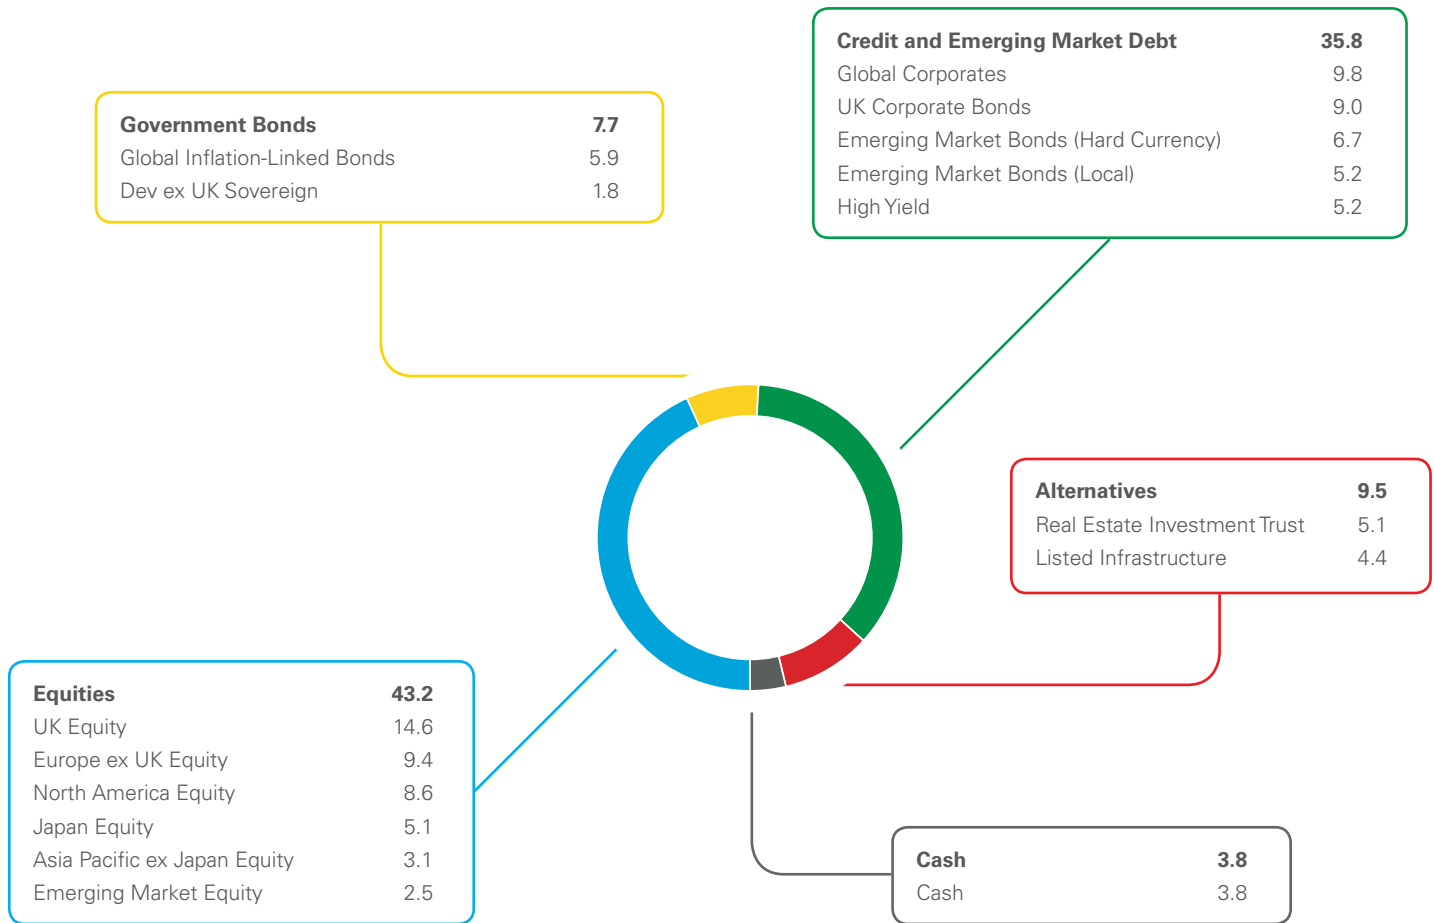 Credit and Emerging Market Debt 35.8
Global Corporates 9.8
UK Corporate Bonds 9.0
Emerging Market Bonds (Hard Currency) 6.7
Emerging Market Bonds (Local) 5.2
High Yield 5.2
Government Bonds 7.7
Global Inflation-Linked Bonds 5.9
Dev ex UK Sovereign 1.8
Alternatives 9.5
Real Estate Investment Trust 5.1
Listed Infrastructure 4.4
Equities 43.2
UK Equity 14.6
Europe ex UK Equity 9.4
North America Equity 8.6
Japan Equity 5.1
Asia Pacific ex Japan Equity 3.1
Emerging Market Equity 2.5
Cash 3.8
Cash 3.8